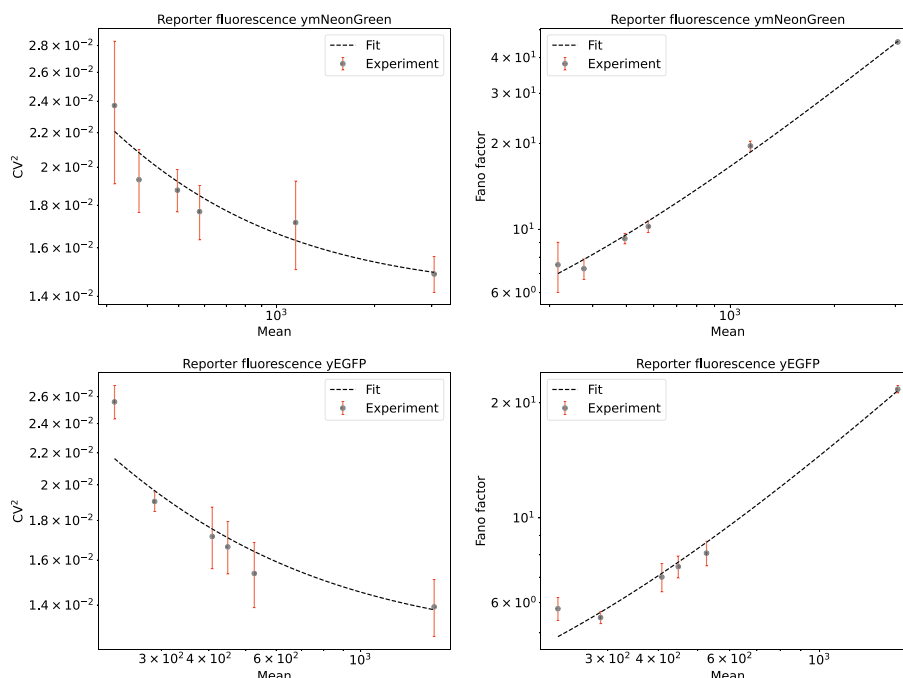 Reporter fluorescence ymNeonGreen
2.8 × 10⁻²
2.6 × 10⁻²
2.4 × 10⁻²
2.2 × 10⁻²
2 × 10⁻²
1.8 × 10⁻²
1.6 × 10⁻²
1.4 × 10⁻²
CV²
Fit
Experiment
10³
Mean
Reporter fluorescence ymNeonGreen
4 × 10¹
3 × 10¹
2 × 10¹
10¹
6 × 10⁰
Fano factor
Fit
Experiment
10³
Mean
Reporter fluorescence yEGFP
2.6 × 10⁻²
2.4 × 10⁻²
2.2 × 10⁻²
2 × 10⁻²
1.8 × 10⁻²
1.6 × 10⁻²
1.4 × 10⁻²
CV²
Fit
Experiment
3 × 10² 4 × 10² 6 × 10² 10³
Mean
Reporter fluorescence yEGFP
2 × 10¹
10¹
6 × 10⁰
Fano factor
Fit
Experiment
3 × 10² 4 × 10² 6 × 10² 10³
Mean